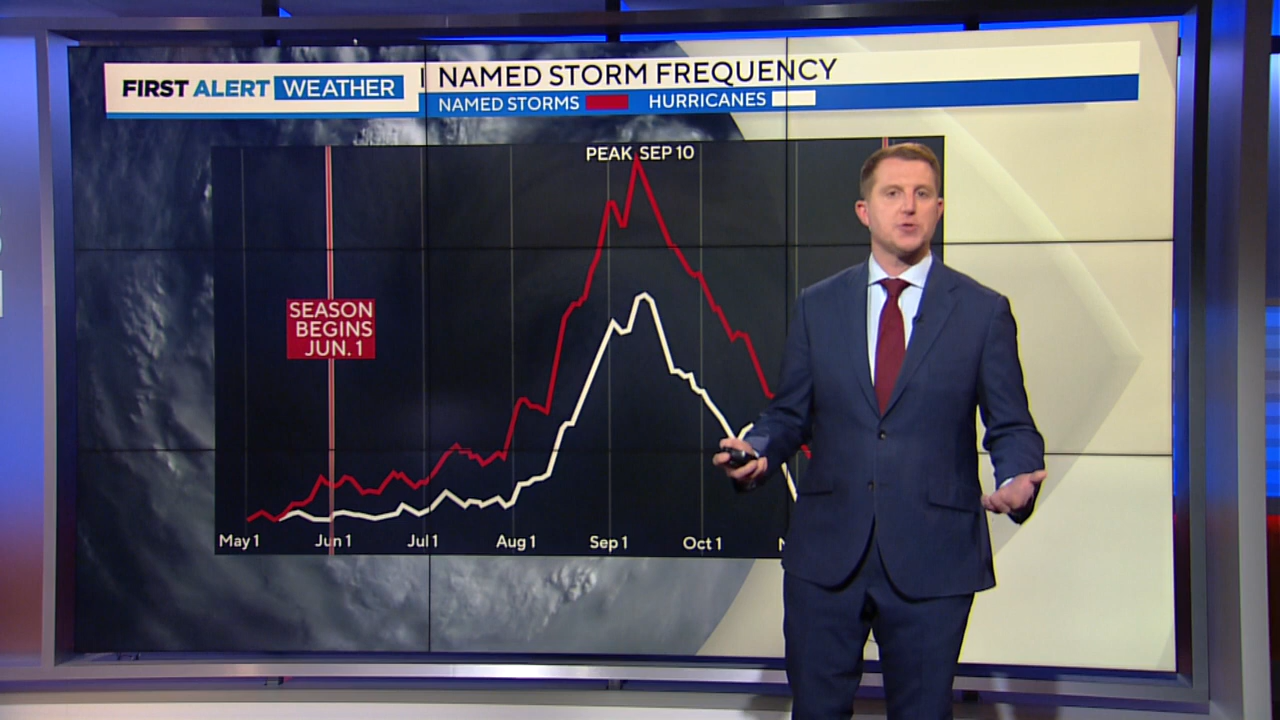 FIRST ALERT WEATHER
NAMED STORM FREQUENCY
NAMED STORMS
HURRICANES
PEAK SEP 10
SEASON
BEGINS
JUN. 1
May 1
Jun 1
Jul 1
Aug 1
Sep 1
Oct 1